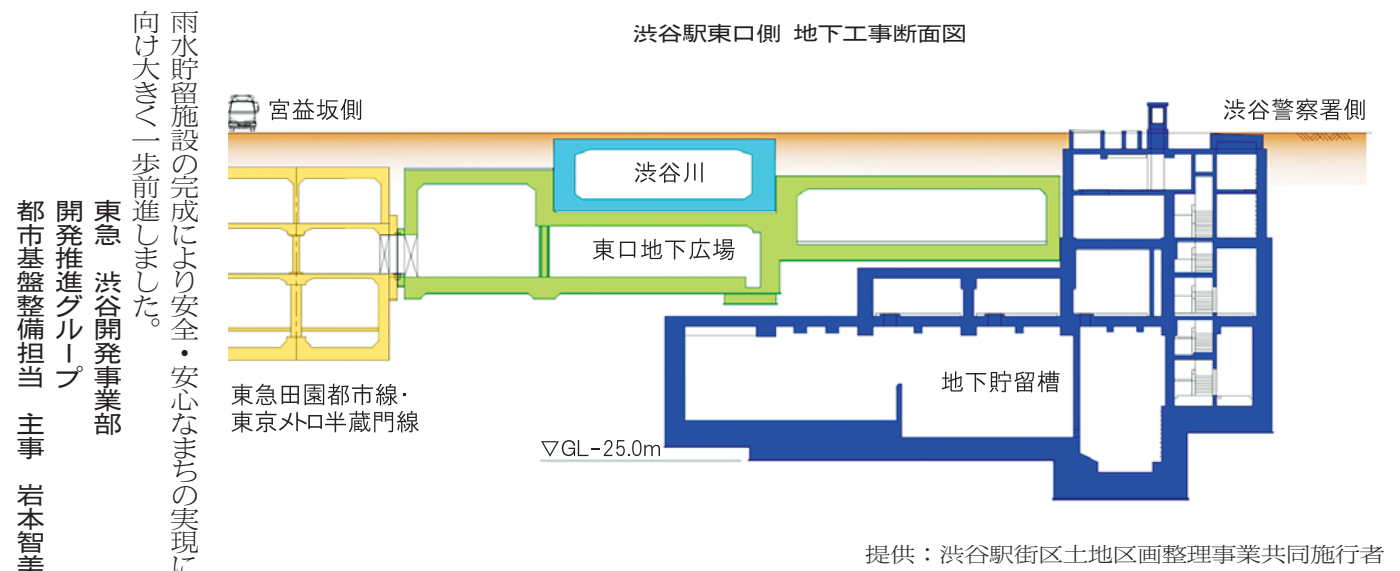 渋谷駅東口側 地下工事断面図
宮益坂側
渋谷警察署側
渋谷川
東口地下広場
地下貯留槽
東急田園都市線・
東京メトロ半蔵門線
▽GL-25.0m
提供：渋谷駅街区土地区画整理事業共同施行者
雨水貯留施設の完成により安全・安心なまちの実現に
向け大きく一歩前進しました。
東急 渋谷開発事業部
開発推進グループ
都市基盤整備担当 主事 岩本智美